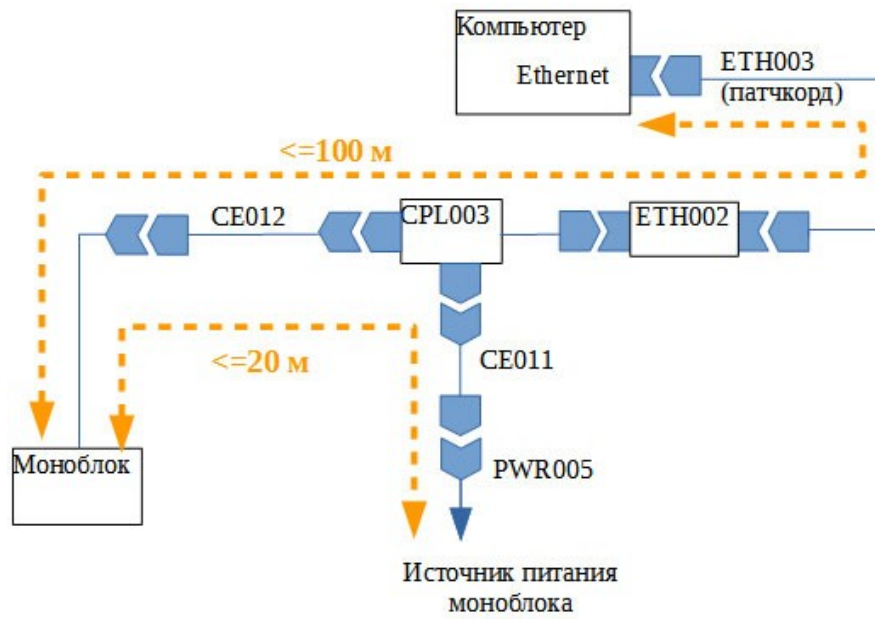 Компьютер
Ethernet
ETH003
(патчкорд)
<=100 м
CE012
CPL003
ETH002
<=20 м
CE011
Моноблок
PWR005
Источник питания
моноблока